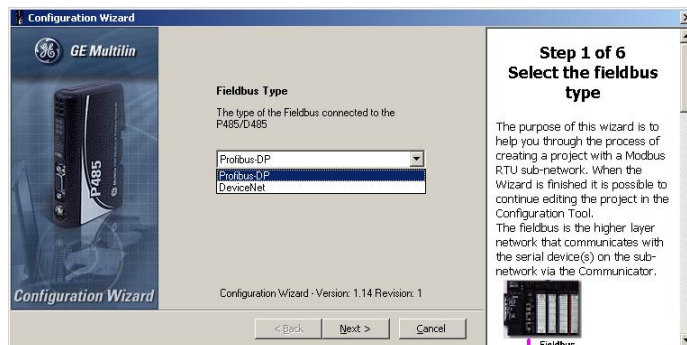 Configuration Wizard
GE Multilin
P485
Configuration Wizard
Fieldbus Type
The type of the Fieldbus connected to the
P485/D485
Profibus-DP
Profibus-DP
DeviceNet
Configuration Wizard - Version: 1.14 Revision: 1
< Back
Next >
Cancel
Step 1 of 6
Select the fieldbus
type
The purpose of this wizard is to
help you through the process of
creating a project with a Modbus
RTU sub-network. When the
Wizard is finished it is possible to
continue editing the project in the
Configuration Tool.
The fieldbus is the higher layer
network that communicates with
the serial device(s) on the sub-
network via the Communicator.
Fieldbus